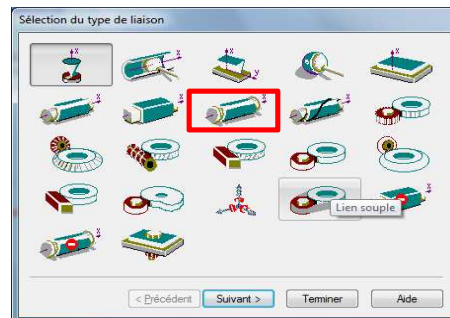 Sélection du type de liaison
x
x
x
y
x
x
x
x
x
x
Lien souple
x
x
< Précédent
Suivant >
Terminer
Aide